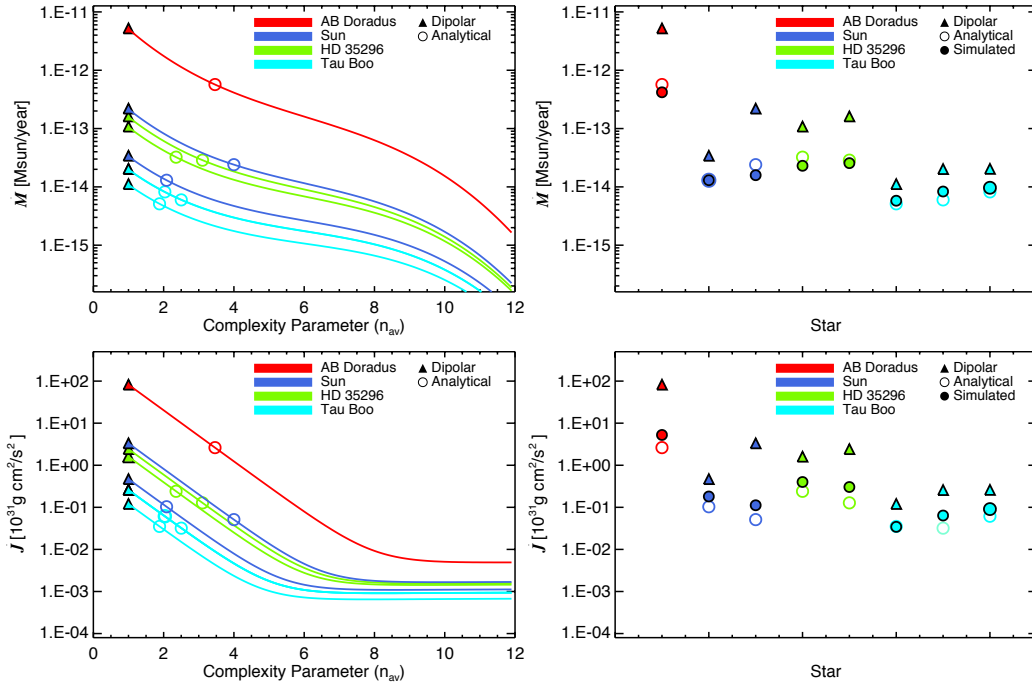 1.E-11
1.E-12
1.E-13
1.E-14
1.E-15
Ṁ [Msun/year]
AB Doradus
Sun
HD 35296
Tau Boo
Dipolar
Analytical
0 2 4 6 8 10 12
Complexity Parameter (nav)
1.E-11
1.E-12
1.E-13
1.E-14
1.E-15
Ṁ [Msun/year]
AB Doradus
Sun
HD 35296
Tau Boo
Dipolar
Analytical
Simulated
Star
1.E+02
1.E+01
1.E+00
1.E-01
1.E-02
1.E-03
1.E-04
J̇ [10³¹g cm²/s²]
AB Doradus
Sun
HD 35296
Tau Boo
Dipolar
Analytical
0 2 4 6 8 10 12
Complexity Parameter (nav)
1.E+02
1.E+01
1.E+00
1.E-01
1.E-02
1.E-03
1.E-04
J̇ [10³¹g cm²/s²]
AB Doradus
Sun
HD 35296
Tau Boo
Dipolar
Analytical
Simulated
Star